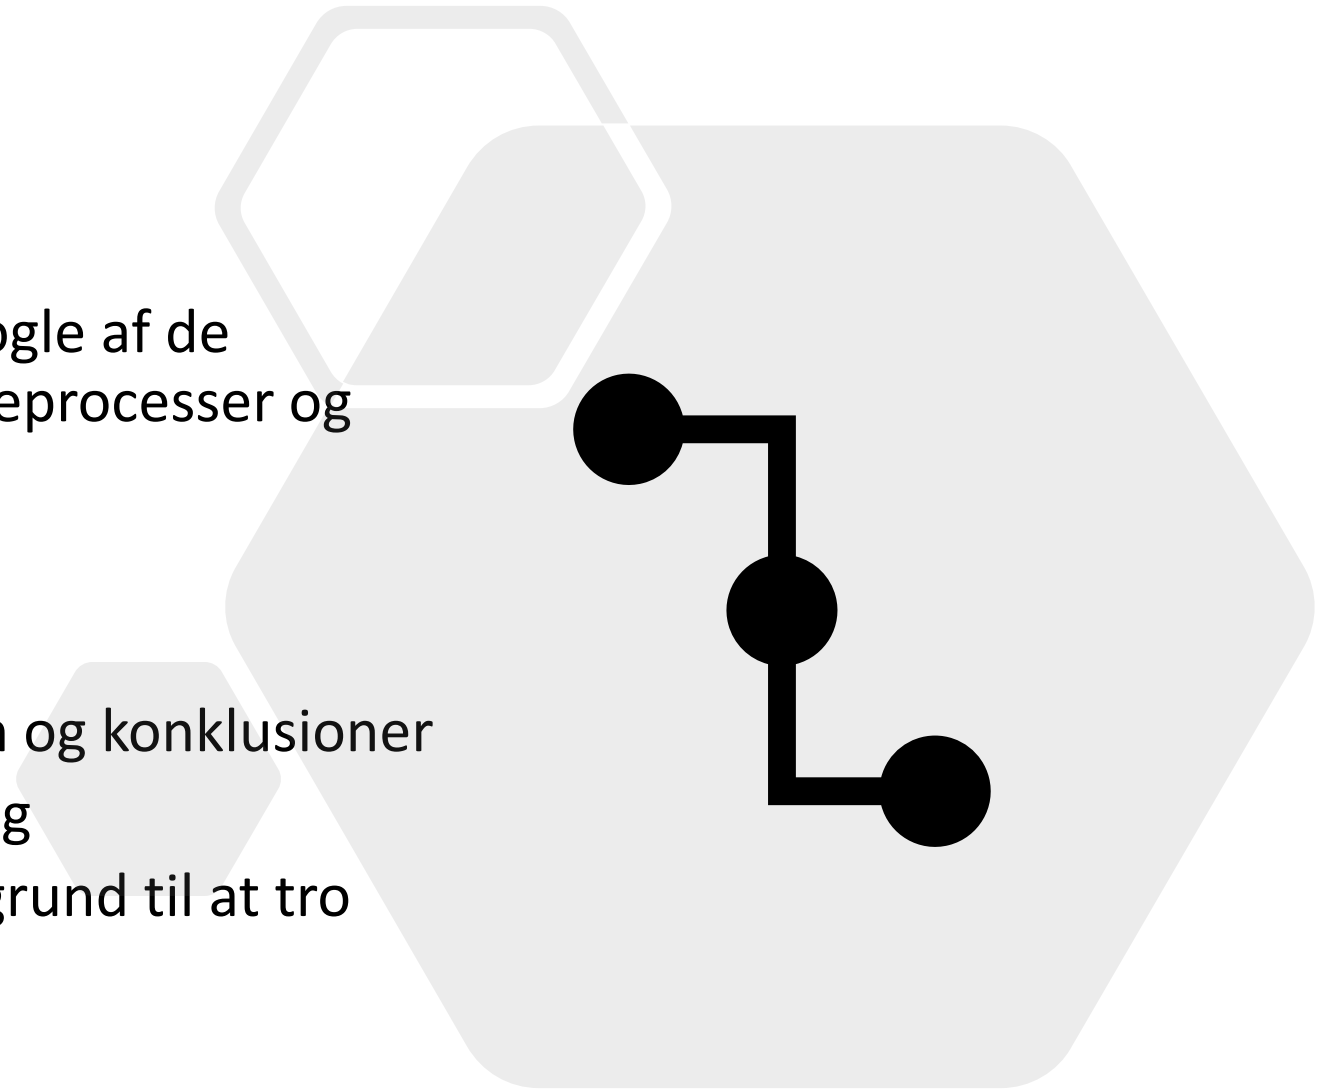 ogle af de
eprocesser og
og konklusioner
g
grund til at tro